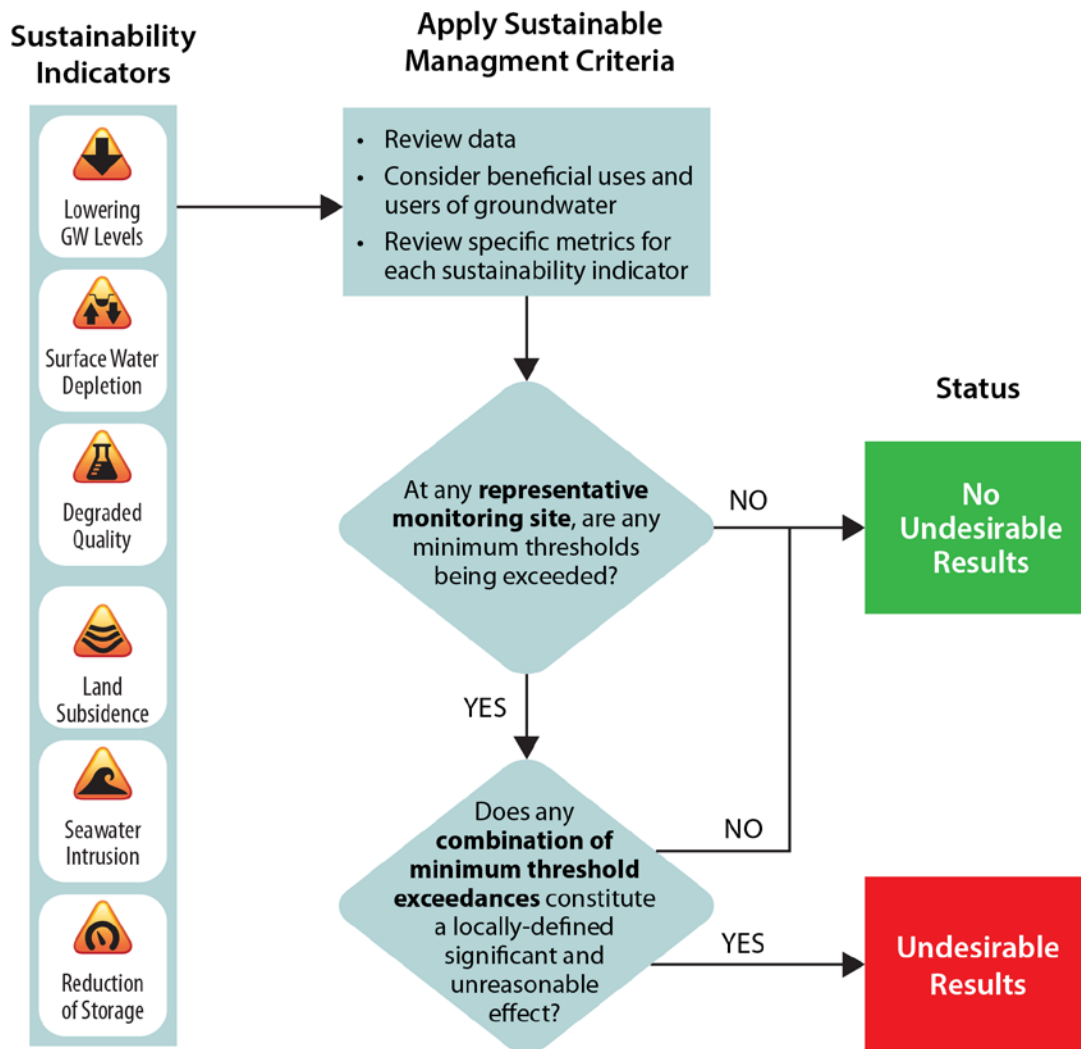 Sustainability
Indicators
Lowering
GW Levels
Surface Water
Depletion
Degraded
Quality
Land
Subsidence
Seawater
Intrusion
Reduction
of Storage
Apply Sustainable
Managment Criteria
• Review data
• Consider beneficial uses and
users of groundwater
• Review specific metrics for
each sustainability indicator
At any representative
monitoring site, are any
minimum thresholds
being exceeded?
NO
YES
Does any
combination of
minimum threshold
exceedances constitute
a locally-defined
significant and
unreasonable
effect?
NO
YES
Status
No
Undesirable
Results
Undesirable
Results